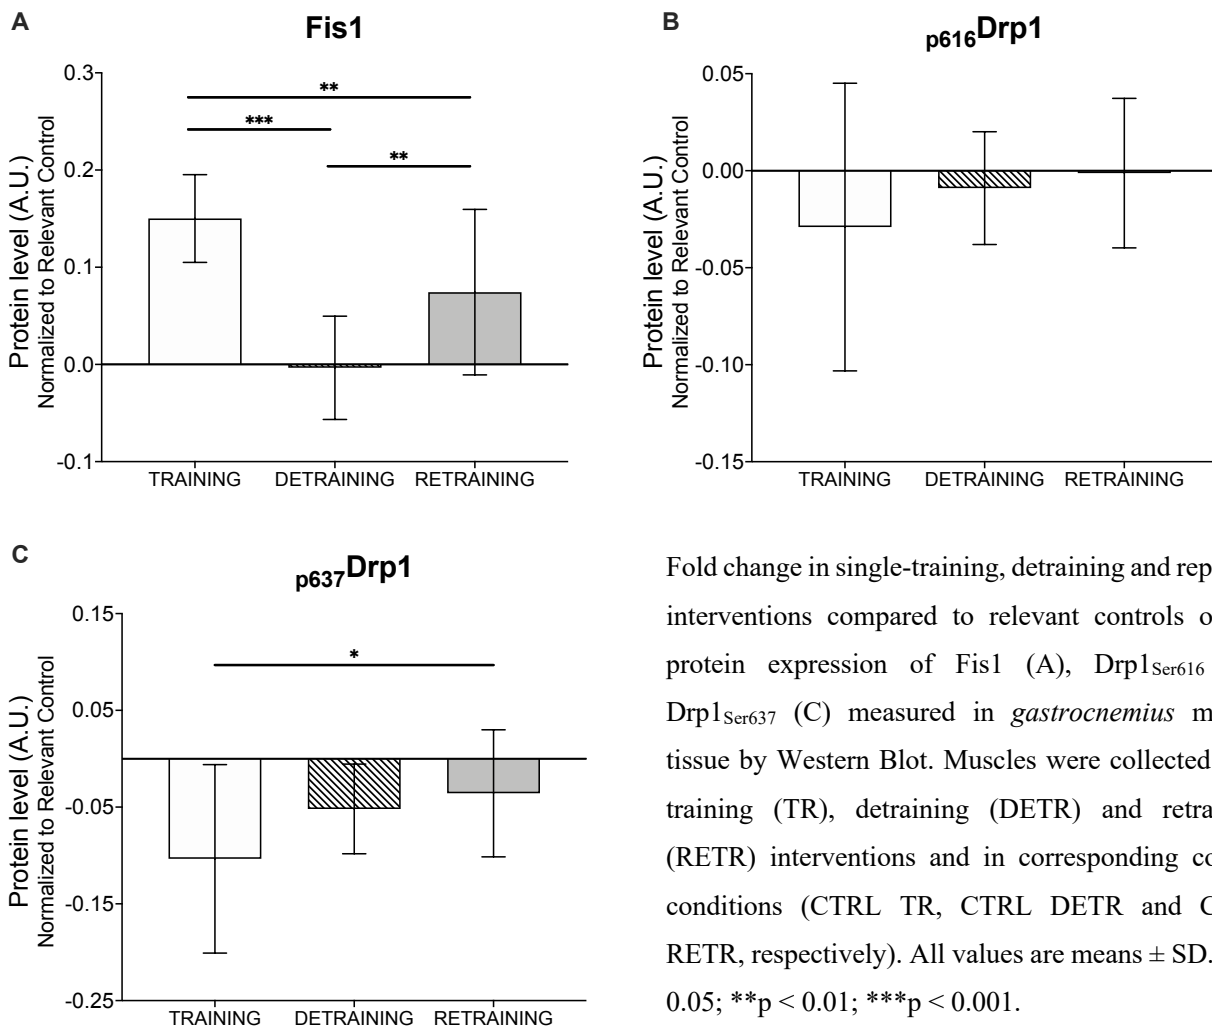 A
Fis1
Protein level (A.U.)
Normalized to Relevant Control
0.3
0.2
0.1
0.0
-0.1
**
***
**
TRAINING DETRAINING RETRAINING
B
p616Drp1
Protein level (A.U.)
Normalized to Relevant Control
0.05
0.00
-0.05
-0.10
-0.15
TRAINING DETRAINING RETRAINING
C
p637Drp1
Protein level (A.U.)
Normalized to Relevant Control
0.15
0.05
-0.05
-0.15
-0.25
*
TRAINING DETRAINING RETRAINING
Fold change in single-training, detraining and rep
interventions compared to relevant controls o
protein expression of Fis1 (A), Drp1Ser616
Drp1Ser637 (C) measured in gastrocnemius m
tissue by Western Blot. Muscles were collected
training (TR), detraining (DETR) and retra
(RETR) interventions and in corresponding co
conditions (CTRL TR, CTRL DETR and C
RETR, respectively). All values are means ± SD.
0.05; **p < 0.01; ***p < 0.001.